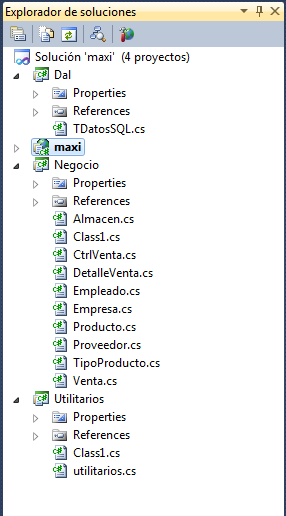 Explorador de soluciones
Solución 'maxi' (4 proyectos)
Dal
Properties
References
TDatosSQL.cs
maxi
Negocio
Properties
References
Almacen.cs
Class1.cs
CtrlVenta.cs
DetalleVenta.cs
Empleado.cs
Empresa.cs
Producto.cs
Proveedor.cs
TipoProducto.cs
Venta.cs
Utilitarios
Properties
References
Class1.cs
utilitarios.cs